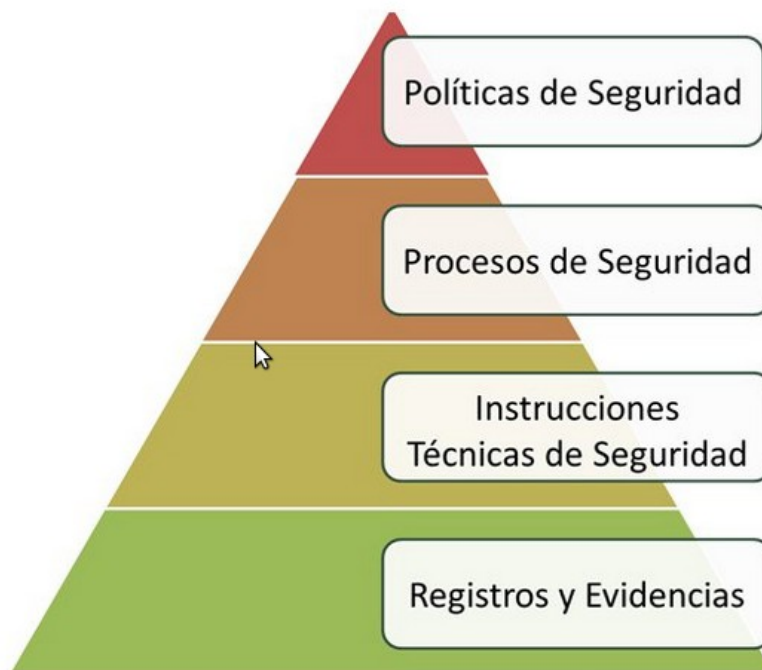 Políticas de Seguridad
Procesos de Seguridad
Instrucciones
Técnicas de Seguridad
Registros y Evidencias